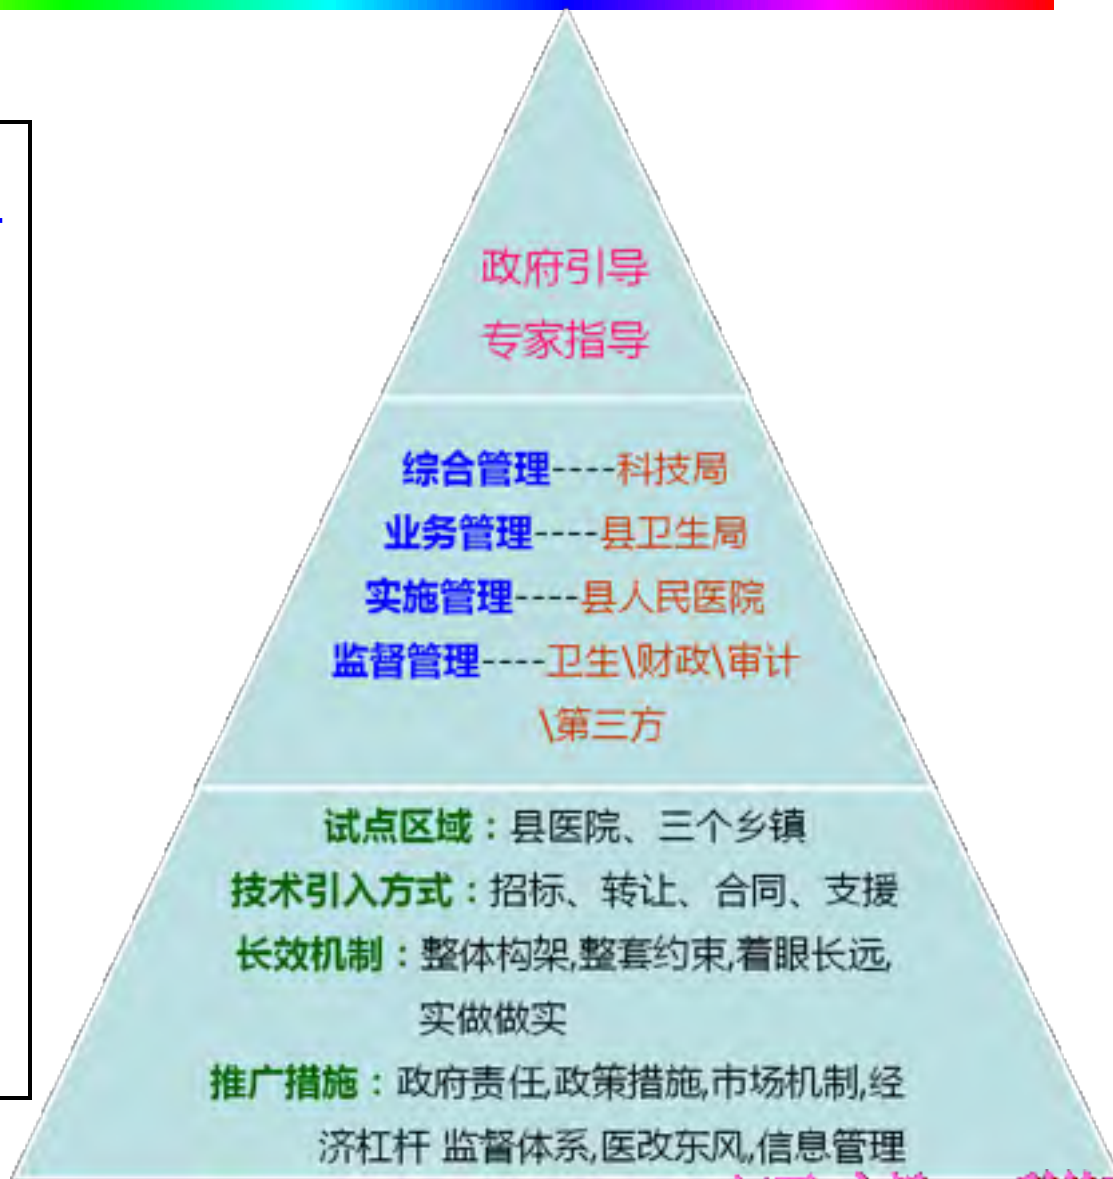 政府引导
专家指导
综合管理----科技局
业务管理----县卫生局
实施管理----县人民医院
监督管理----卫生\财政\审计
\第三方
试点区域：县医院、三个乡镇
技术引入方式：招标、转让、合同、支援
长效机制：整体构架,整套约束,着眼长远,
实做做实
推广措施：政府责任,政策措施,市场机制,经
济杠杆 监督体系,医改东风,信息管理